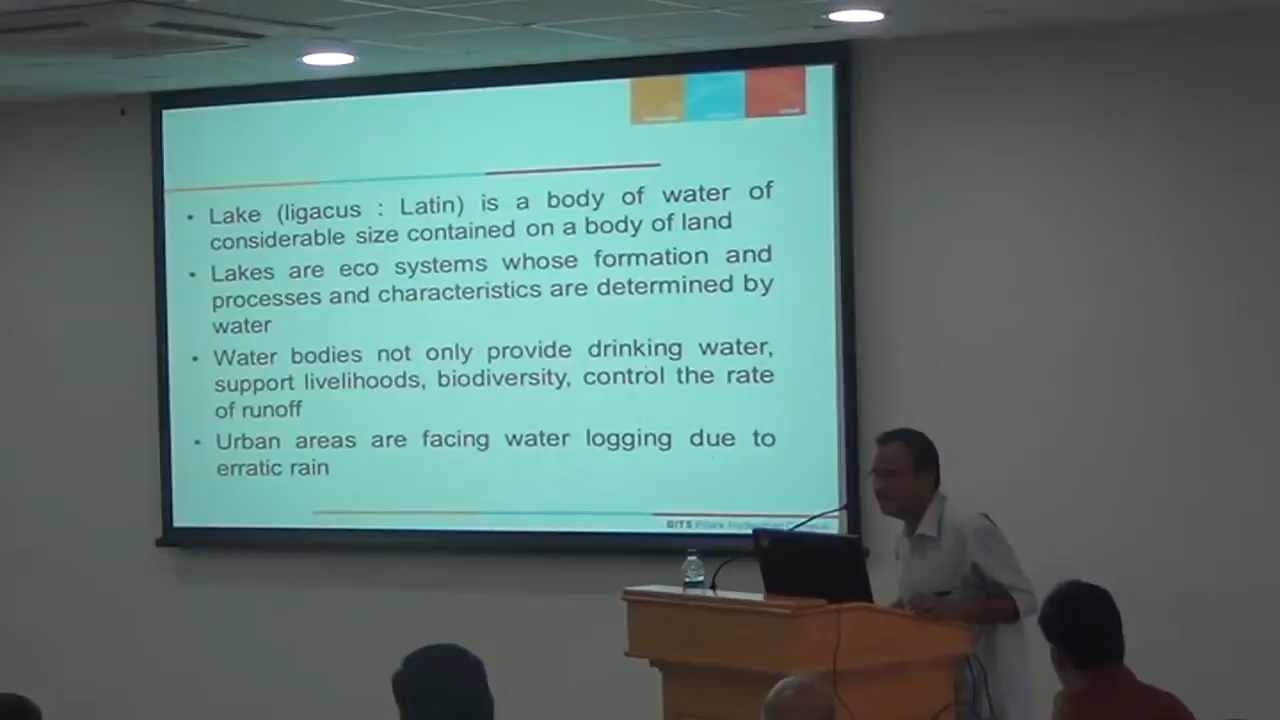 • Lake (ligacus : Latin) is a body of water of
considerable size contained on a body of land
• Lakes are eco systems whose formation and
processes and characteristics are determined by
water
• Water bodies not only provide drinking water,
support livelihoods, biodiversity, control the rate
of runoff
• Urban areas are facing water logging due to
erratic rain
BITS Pilani